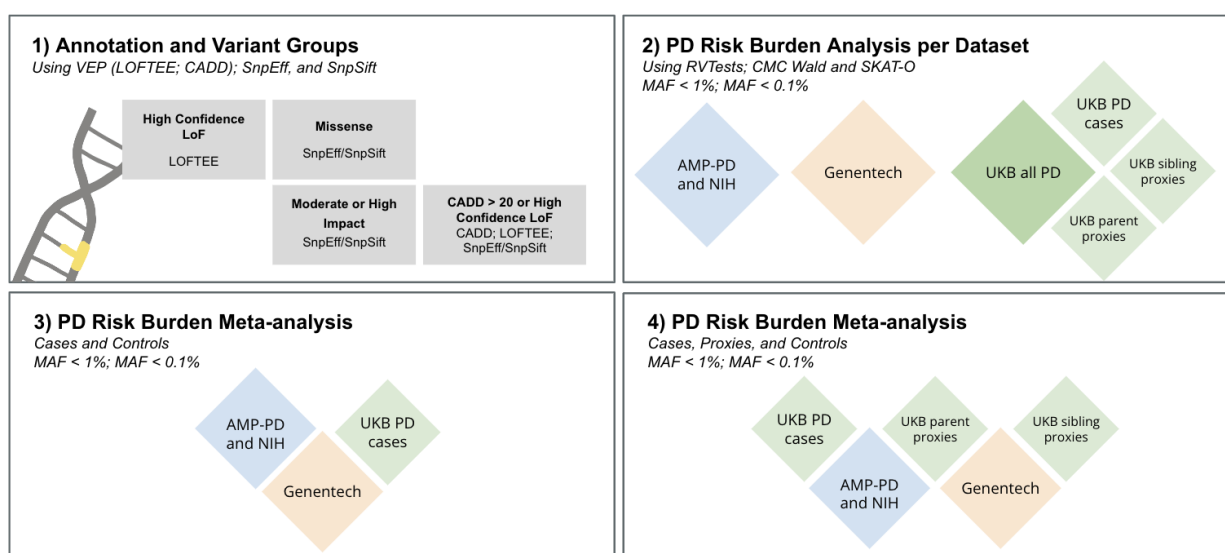 1) Annotation and Variant Groups
Using VEP (LOFTEE; CADD); SnpEff, and SnpSift
High Confidence
LoF
LOFTEE
Missense
SnpEff/SnpSift
Moderate or High
Impact
SnpEff/SnpSift
CADD > 20 or High
Confidence LoF
CADD; LOFTEE;
SnpEff/SnpSift
2) PD Risk Burden Analysis per Dataset
Using RVTests; CMC Wald and SKAT-O
MAF < 1%; MAF < 0.1%
AMP-PD
and NIH
Genentech
UKB all PD
UKB PD
cases
UKB sibling
proxies
UKB parent
proxies
3) PD Risk Burden Meta-analysis
Cases and Controls
MAF < 1%; MAF < 0.1%
AMP-PD
and NIH
UKB PD
cases
Genentech
4) PD Risk Burden Meta-analysis
Cases, Proxies, and Controls
MAF < 1%; MAF < 0.1%
UKB PD
cases
UKB parent
proxies
UKB sibling
proxies
AMP-PD
and NIH
Genentech